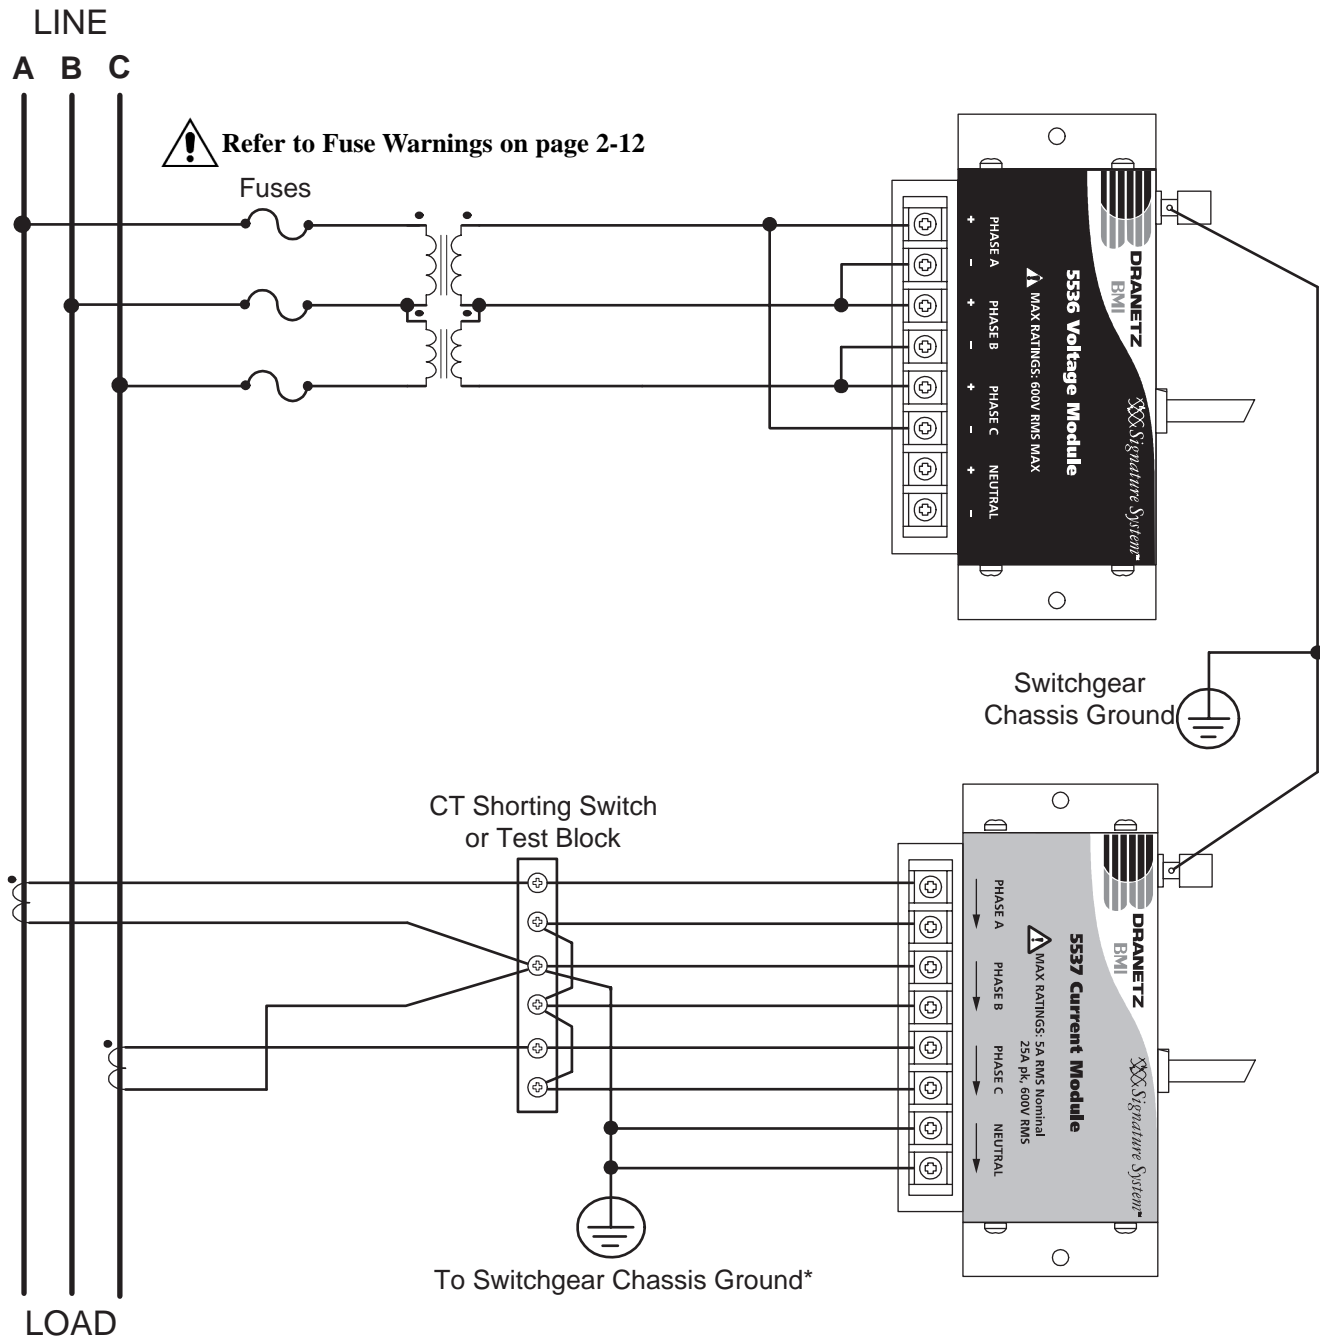 LINE
A B C
Refer to Fuse Warnings on page 2-12
Fuses
+ - + - + - + -
PHASE A PHASE B PHASE C NEUTRAL
MAX RATINGS: 600V RMS MAX
5536 Voltage Module
DRANETZ
BMI
Signature System™
Switchgear
Chassis Ground
CT Shorting Switch
or Test Block
PHASE A PHASE B PHASE C NEUTRAL
MAX RATINGS: 5A RMS Nominal
25A pk, 600V RMS
5537 Current Module
DRANETZ
BMI
Signature System™
To Switchgear Chassis Ground*
LOAD